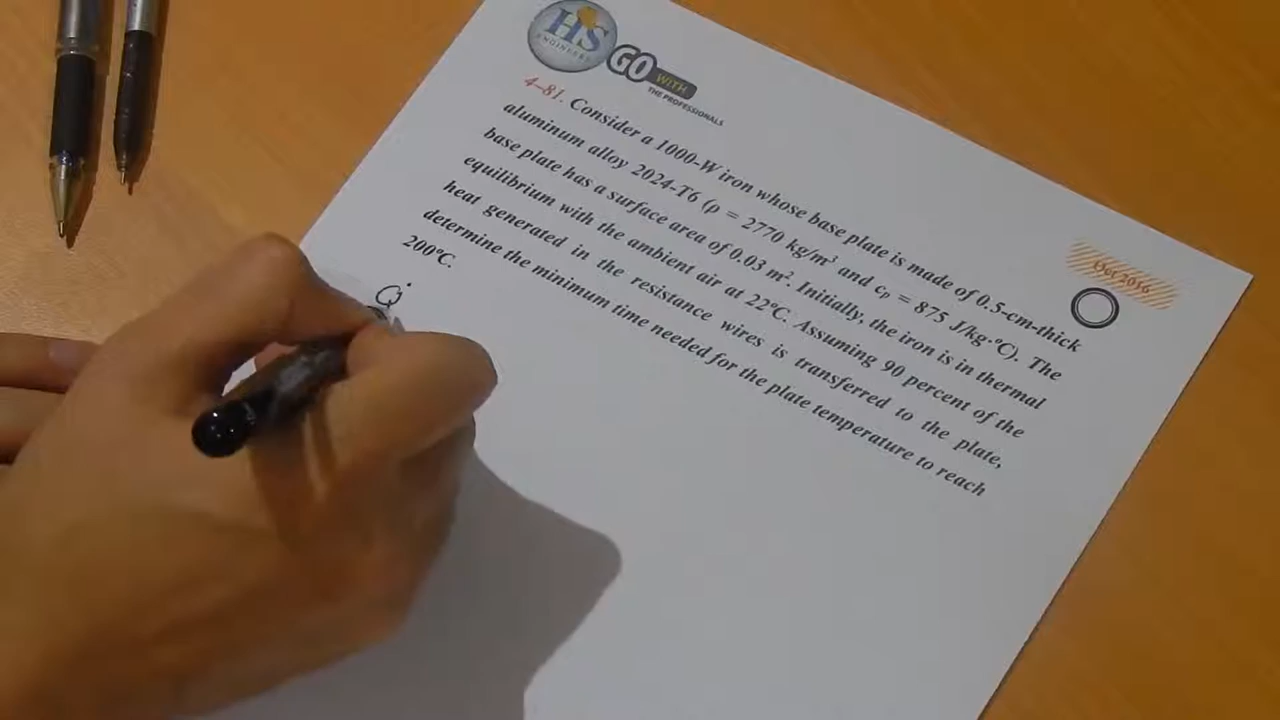 HS
ENGINEERS
GO
WITH
THE PROFESSIONALS
Oct 2016
4–81. Consider a 1000-W iron whose base plate is made of 0.5-cm-thick
aluminum alloy 2024-T6 (ρ = 2770 kg/m³ and cₚ = 875 J/kg·°C). The
base plate has a surface area of 0.03 m². Initially, the iron is in thermal
equilibrium with the ambient air at 22°C. Assuming 90 percent of the
heat generated in the resistance wires is transferred to the plate,
determine the minimum time needed for the plate temperature to reach
200°C.